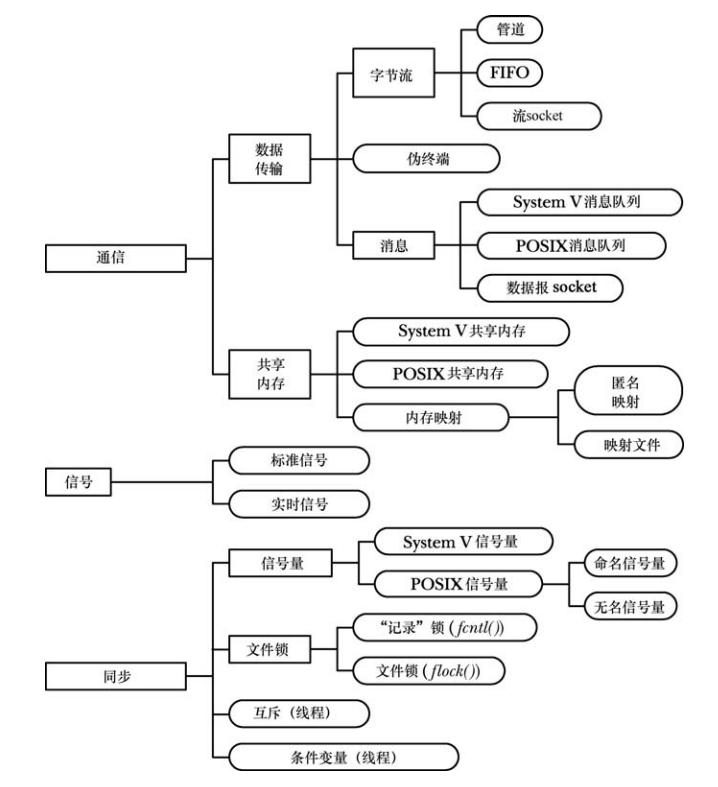 管道
字节流
FIFO
流socket
数据
传输
伪终端
System V消息队列
消息
POSIX消息队列
数据报 socket
通信
System V共享内存
共享
内存
POSIX共享内存
匿名
映射
内存映射
映射文件
标准信号
信号
实时信号
System V信号量
信号量
命名信号量
POSIX信号量
无名信号量
“记录”锁 (fcntl())
文件锁
文件锁 (flock())
同步
互斥（线程）
条件变量（线程）